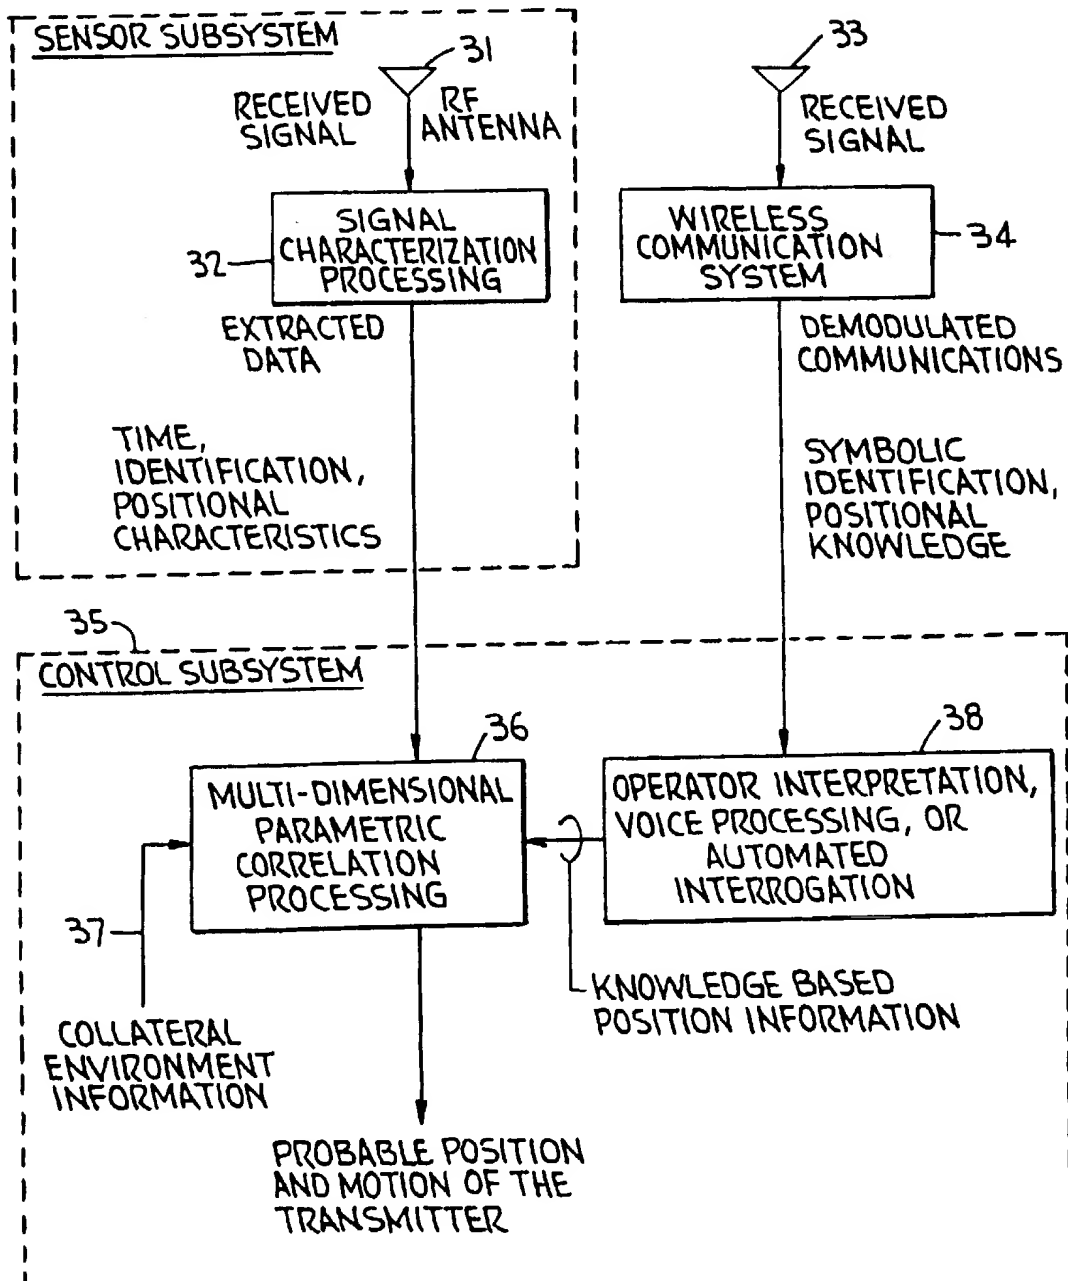 SENSOR SUBSYSTEM
31
RECEIVED
SIGNAL
RF
ANTENNA
SIGNAL
CHARACTERIZATION
PROCESSING
32
EXTRACTED
DATA
TIME,
IDENTIFICATION,
POSITIONAL
CHARACTERISTICS
33
RECEIVED
SIGNAL
WIRELESS
COMMUNICATION
SYSTEM
34
DEMODULATED
COMMUNICATIONS
SYMBOLIC
IDENTIFICATION,
POSITIONAL
KNOWLEDGE
35
CONTROL SUBSYSTEM
36
MULTI-DIMENSIONAL
PARAMETRIC
CORRELATION
PROCESSING
38
OPERATOR INTERPRETATION,
VOICE PROCESSING, OR
AUTOMATED
INTERROGATION
37
COLLATERAL
ENVIRONMENT
INFORMATION
KNOWLEDGE BASED
POSITION INFORMATION
PROBABLE POSITION
AND MOTION OF THE
TRANSMITTER